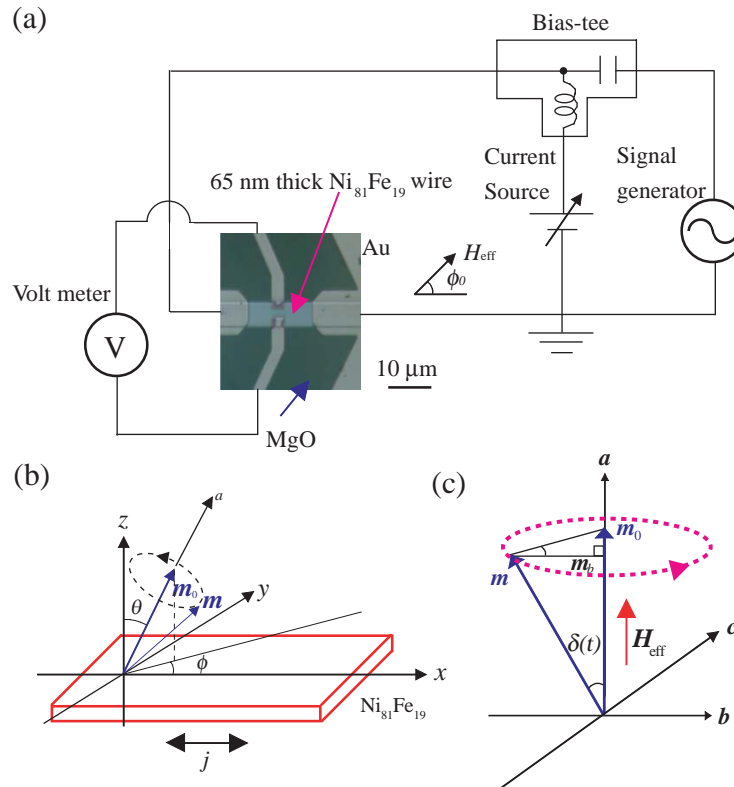 (a)
Bias-tee
65 nm thick Ni81Fe19 wire
Current
Source
Signal
generator
Au
Heff
ϕ0
Volt meter
V
10 μm
MgO
(b)
a
z
m0
m
y
θ
ϕ
x
Ni81Fe19
j
(c)
a
m0
m
mb
δ(t)
Heff
c
b